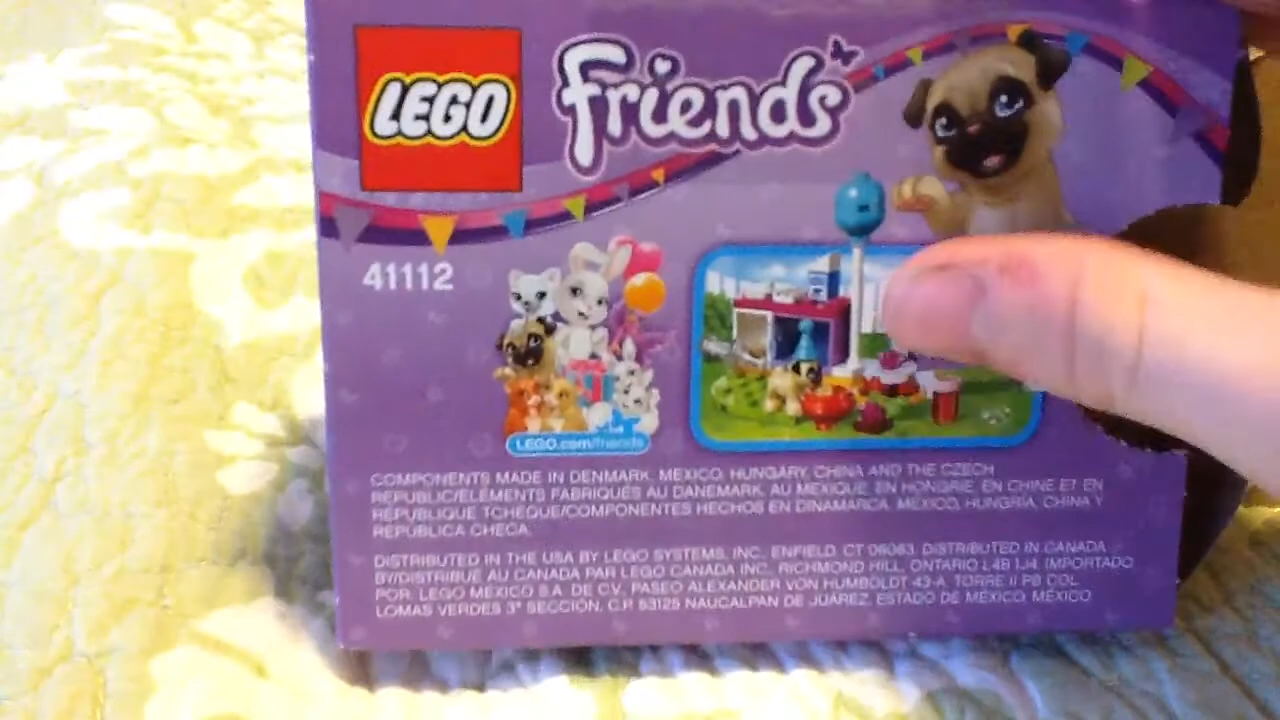 LEGO
Friends
41112
LEGO.com/friends
COMPONENTS MADE IN DENMARK, MEXICO, HUNGARY, CHINA AND THE CZECH
REPUBLIC/ÉLÉMENTS FABRIQUÉS AU DANEMARK, AU MEXIQUE, EN HONGRIE, EN CHINE ET EN
RÉPUBLIQUE TCHÈQUE/COMPONENTES HECHOS EN DINAMARCA, MÉXICO, HUNGRÍA, CHINA Y
REPÚBLICA CHECA.
DISTRIBUTED IN THE USA BY LEGO SYSTEMS, INC., ENFIELD, CT 06083. DISTRIBUTED IN CANADA
BY/DISTRIBUÉ AU CANADA PAR LEGO CANADA INC., RICHMOND HILL, ONTARIO L4B 1J4. IMPORTADO
POR: LEGO MÉXICO S.A. DE C.V., PASEO ALEXANDER VON HUMBOLDT 43-A, TORRE II PB COL.
LOMAS VERDES 3ª SECCIÓN, C.P. 53125 NAUCALPAN DE JUÁREZ, ESTADO DE MÉXICO, MÉXICO